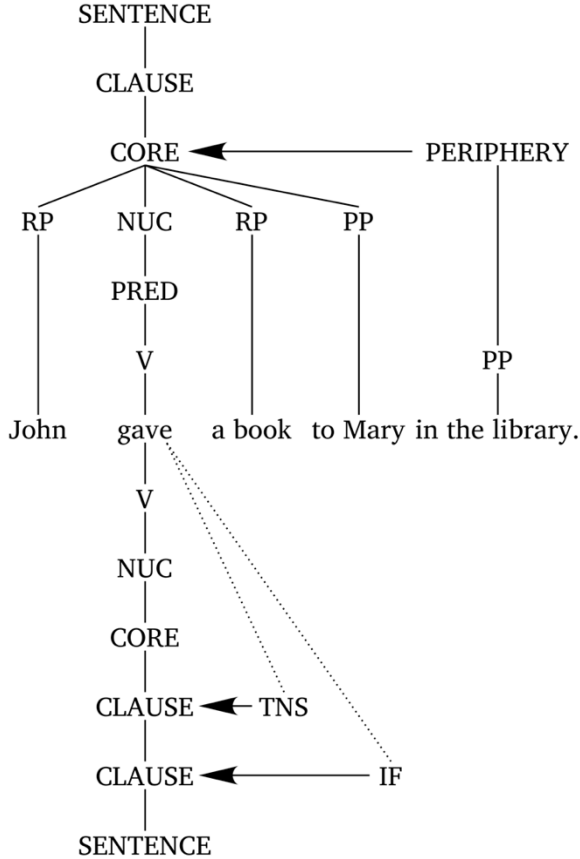 SENTENCE
CLAUSE
CORE PERIPHERY
RP NUC RP PP
PRED
V PP
John gave a book to Mary in the library.
V
NUC
CORE
CLAUSE TNS
CLAUSE IF
SENTENCE